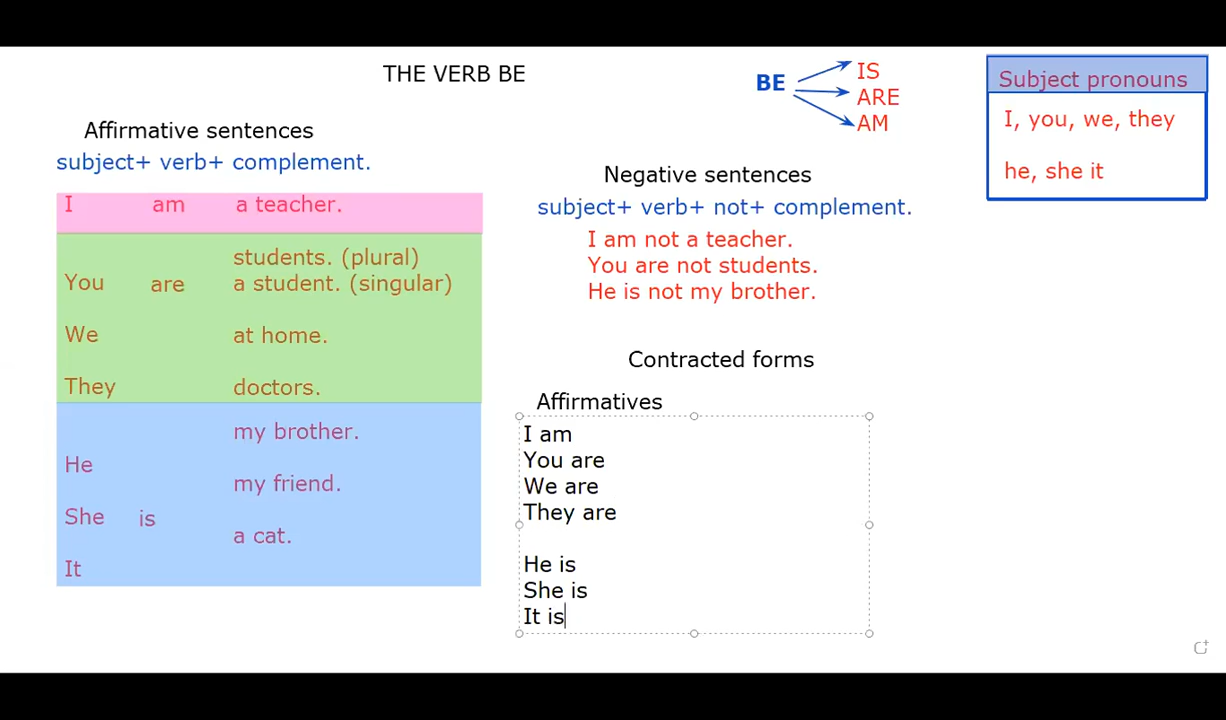 THE VERB BE
BE
IS
ARE
AM
Subject pronouns
I, you, we, they
he, she it
Affirmative sentences
subject+ verb+ complement.
I am a teacher.
students. (plural)
You are a student. (singular)
We at home.
They doctors.
my brother.
He
my friend.
She is
a cat.
It
Negative sentences
subject+ verb+ not+ complement.
I am not a teacher.
You are not students.
He is not my brother.
Contracted forms
Affirmatives
I am
You are
We are
They are
He is
She is
It is